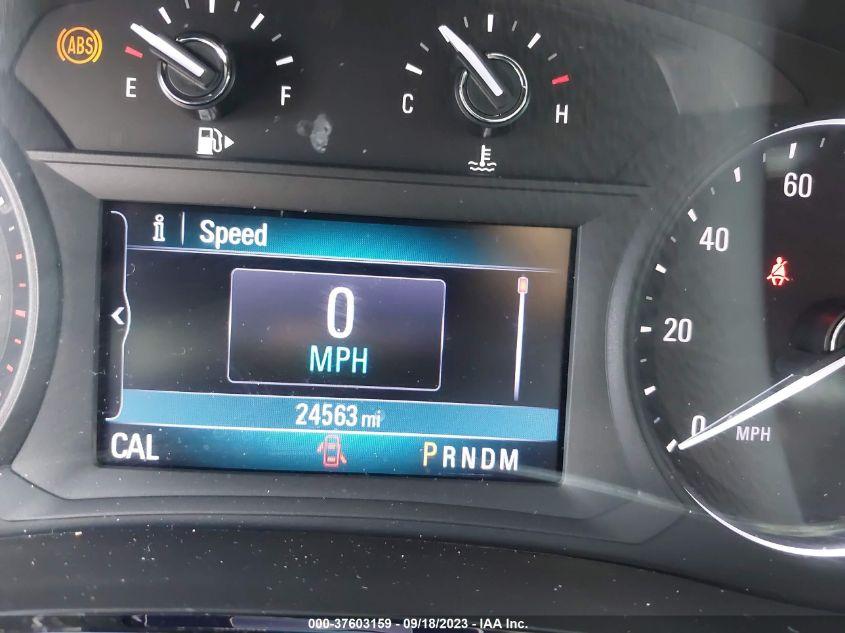 ABS
E F
C H
60
40
20
0
MPH
i Speed
0
MPH
24563 mi
CAL PRNDM
000-37603159 - 09/18/2023 - IAA Inc.